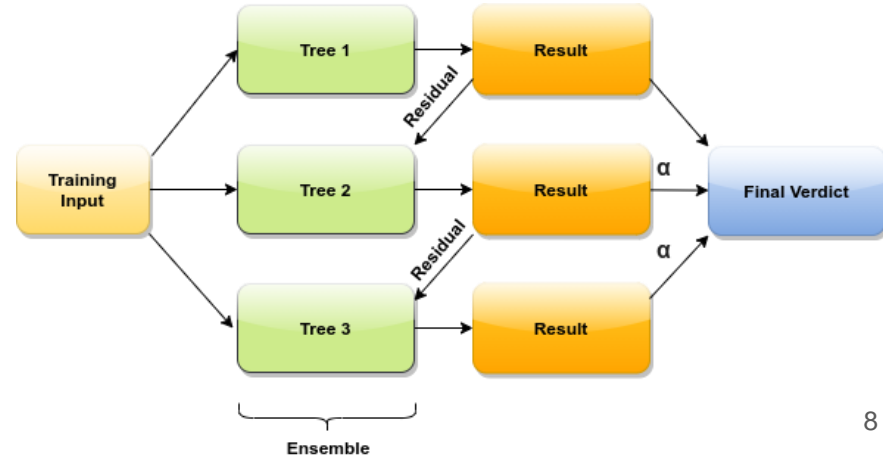 Tree 1
Result
Residual
Training
Input
Tree 2
Result
α
Final Verdict
Residual
α
Tree 3
Result
Ensemble
8